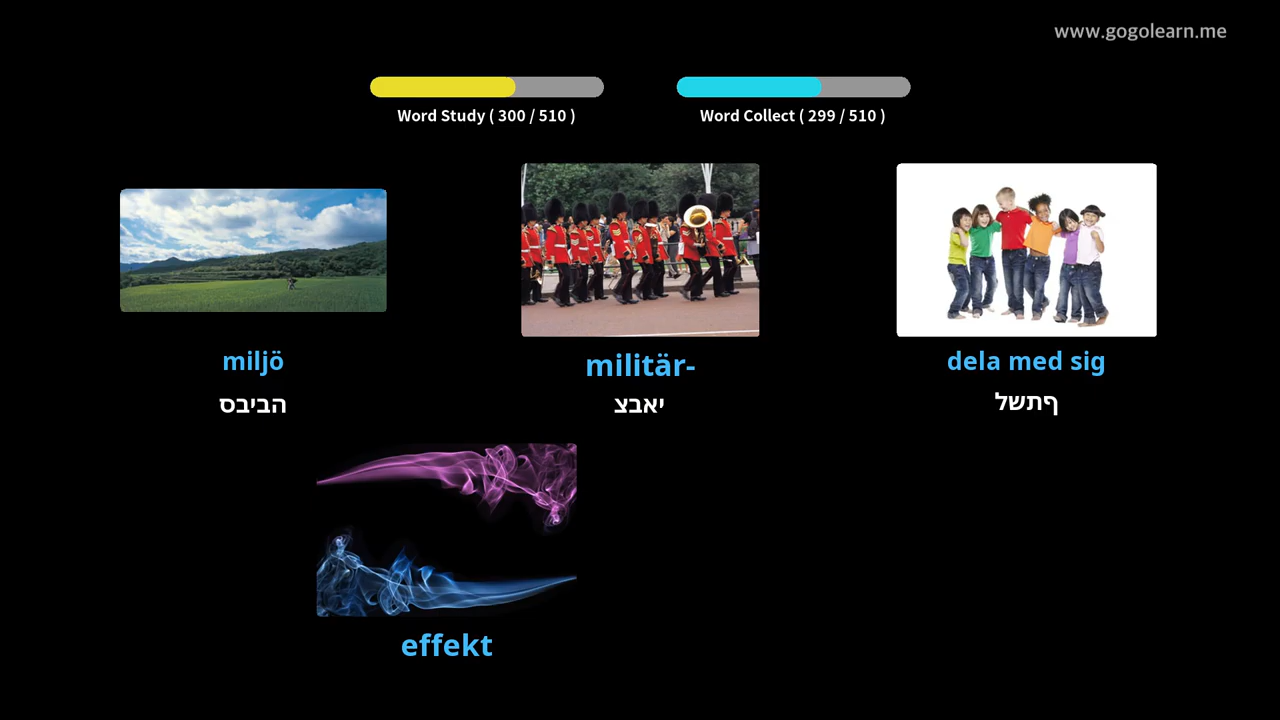 www.gogolearn.me
Word Study ( 300 / 510 )
Word Collect ( 299 / 510 )
miljö
הביבס
militär-
יאבצ
dela med sig
ףתשל
effekt